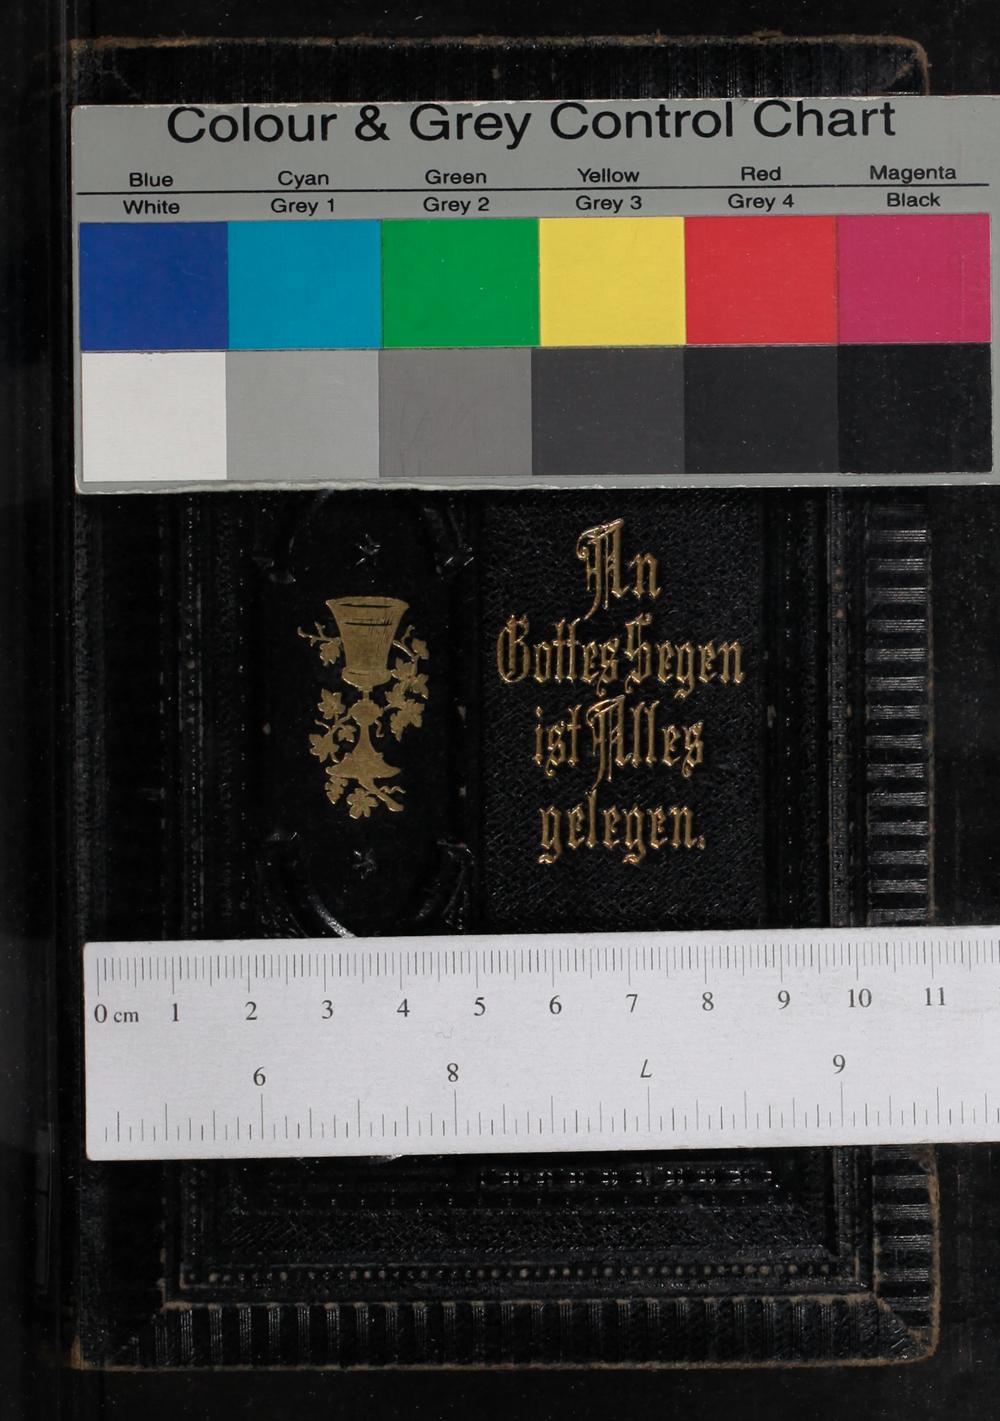 Colour & Grey Control Chart
Blue Cyan Green Yellow Red Magenta
White Grey 1 Grey 2 Grey 3 Grey 4 Black
An
Gottes Segen
ist Alles
gelegen.
0 cm 1 2 3 4 5 6 7 8 9 10 11
9 8 7 6